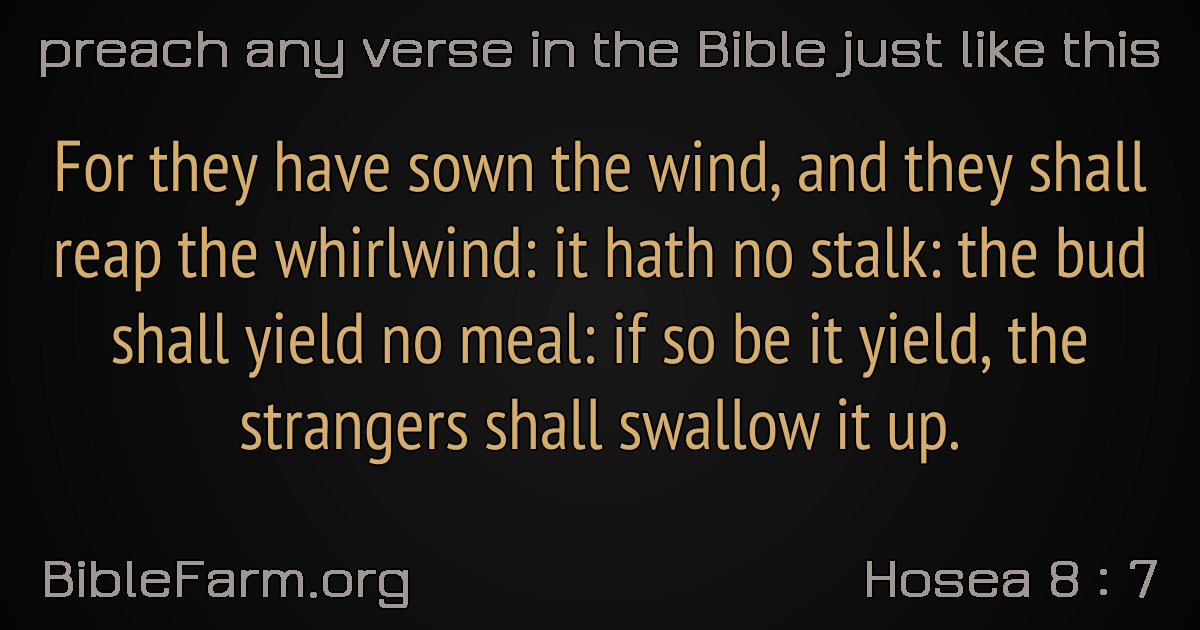 preach any verse in the Bible just like this
For they have sown the wind, and they shall
reap the whirlwind: it hath no stalk: the bud
shall yield no meal: if so be it yield, the
strangers shall swallow it up.
BibleFarm.org
Hosea 8 : 7